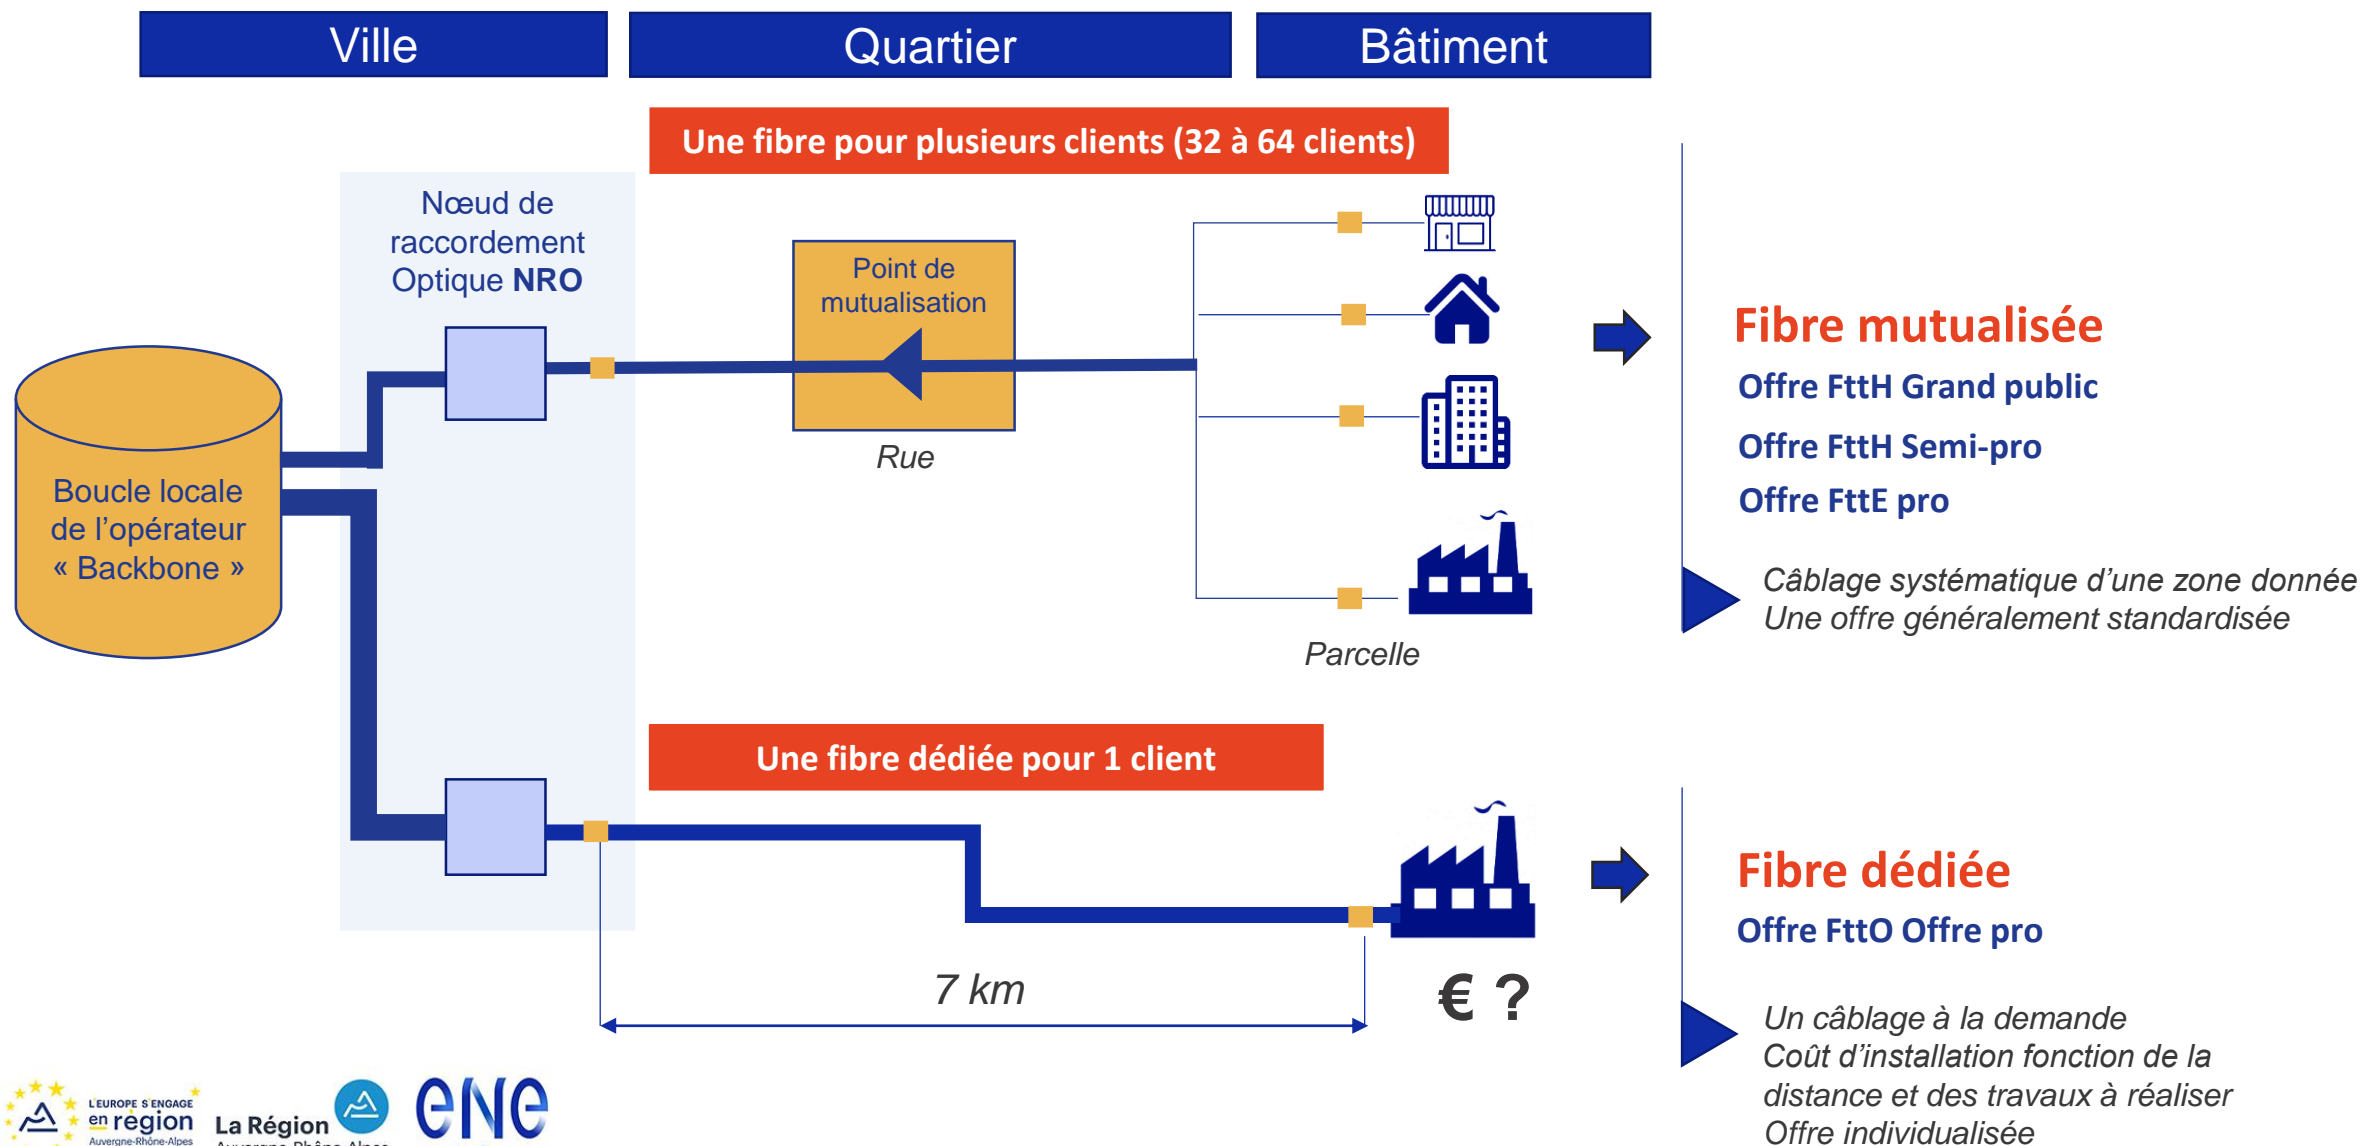 Ville
Quartier
Bâtiment
Une fibre pour plusieurs clients (32 à 64 clients)
Nœud de
raccordement
Optique NRO
Point de
mutualisation
Rue
Boucle locale
de l'opérateur
« Backbone »
Parcelle
Fibre mutualisée
Offre FttH Grand public
Offre FttH Semi-pro
Offre FttE pro
Câblage systématique d'une zone donnée
Une offre généralement standardisée
Une fibre dédiée pour 1 client
7 km
€ ?
Fibre dédiée
Offre FttO Offre pro
Un câblage à la demande
Coût d'installation fonction de la
distance et des travaux à réaliser
Offre individualisée
L'EUROPE S'ENGAGE
en région
Auvergne-Rhône-Alpes
La Région
Auvergne-Rhône-Alpes
ene